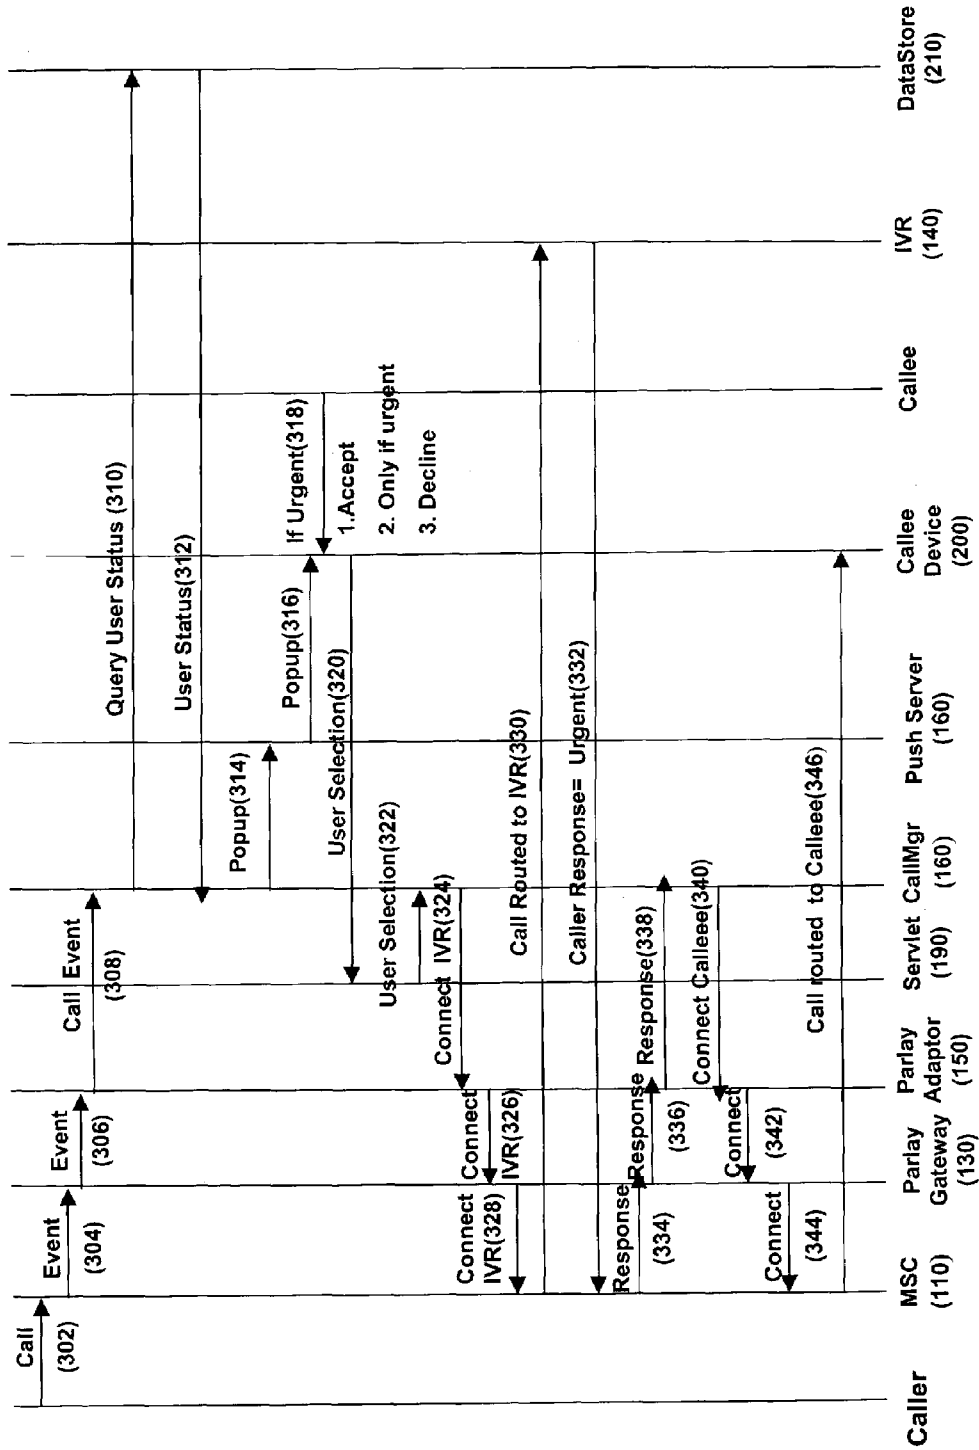 Call
(302)
Event
(304)
Event
(306)
Call Event
(308)
Query User Status (310)
User Status(312)
Popup(314)
Popup(316)
If Urgent(318)
1.Accept
2. Only if urgent
3. Decline
User Selection(320)
User Selection(322)
Connect IVR(324)
Connect
IVR(326)
Connect
IVR(328)
Call Routed to IVR(330)
Caller Response= Urgent(332)
Response
(334)
Response
(336)
Response(338)
Connect Calleee(340)
Connect
(342)
Connect
(344)
Call routed to Calleee(346)
Caller
MSC
(110)
Parlay
Gateway
(130)
Parlay
Adaptor
(150)
Servlet
(190)
CallMgr
(160)
Push Server
(160)
Callee
Device
(200)
Callee
IVR
(140)
DataStore
(210)